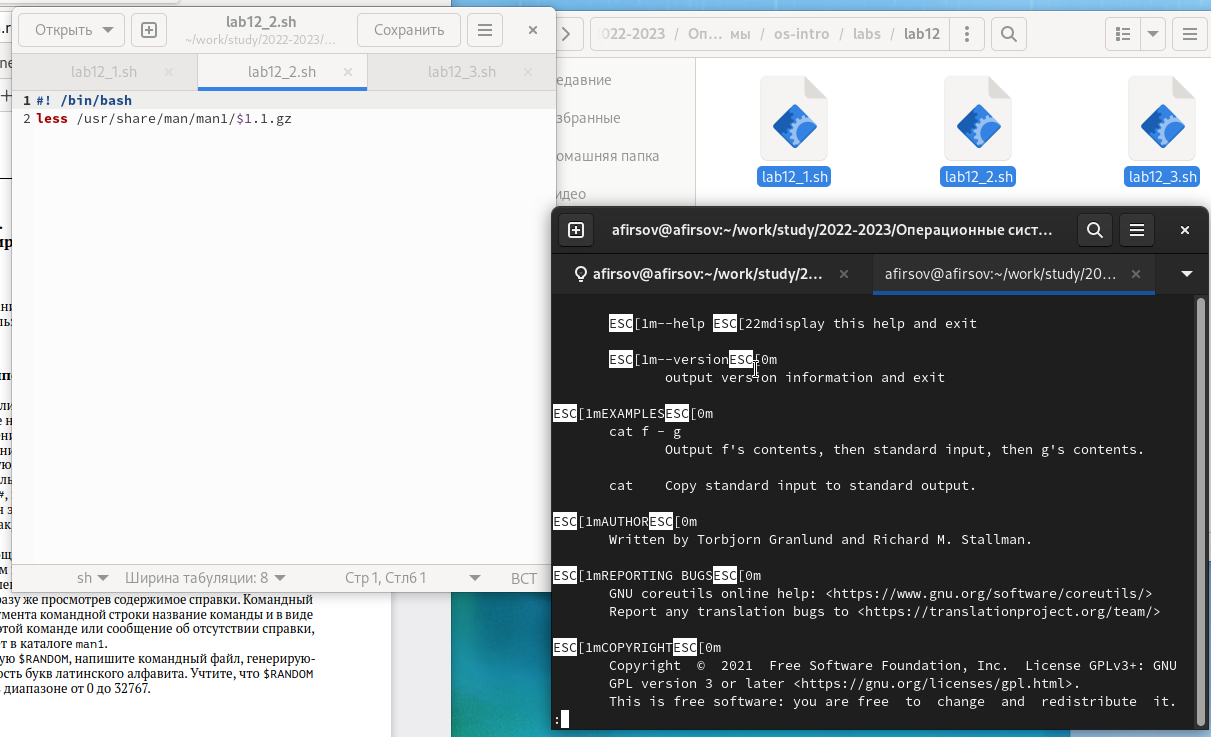 Открыть
lab12_2.sh
~/work/study/2022-2023/...
Сохранить
lab12_1.sh
lab12_2.sh
lab12_3.sh
1 #! /bin/bash
2 less /usr/share/man/man1/$1.1.gz
sh
Ширина табуляции: 8
Стр 1, Стлб 1
ВСТ
022-2023 / Оп… мы / os-intro / labs / lab12
lab12_1.sh
lab12_2.sh
lab12_3.sh
afirsov@afirsov:~/work/study/2022-2023/Операционные сист…
afirsov@afirsov:~/work/study/2…
afirsov@afirsov:~/work/study/20…
ESC[1m--help ESC[22mdisplay this help and exit
ESC[1m--versionESC[0m
output version information and exit
ESC[1mEXAMPLESESC[0m
cat f - g
Output f's contents, then standard input, then g's contents.
cat    Copy standard input to standard output.
ESC[1mAUTHORESC[0m
Written by Torbjorn Granlund and Richard M. Stallman.
ESC[1mREPORTING BUGSESC[0m
GNU coreutils online help: <https://www.gnu.org/software/coreutils/>
Report any translation bugs to <https://translationproject.org/team/>
ESC[1mCOPYRIGHTESC[0m
Copyright  ©  2021  Free Software Foundation, Inc.  License GPLv3+: GNU
GPL version 3 or later <https://gnu.org/licenses/gpl.html>.
This is free software: you are free  to  change  and  redistribute  it.
:
разу же просмотрев содержимое справки. Командный
умента командной строки название команды и в виде
этой команде или сообщение об отсутствии справки,
ет в каталоге man1.
ую $RANDOM, напишите командный файл, генерирую-
ость букв латинского алфавита. Учтите, что $RANDOM
диапазоне от 0 до 32767.
едавние
збранные
омашняя папка
идео